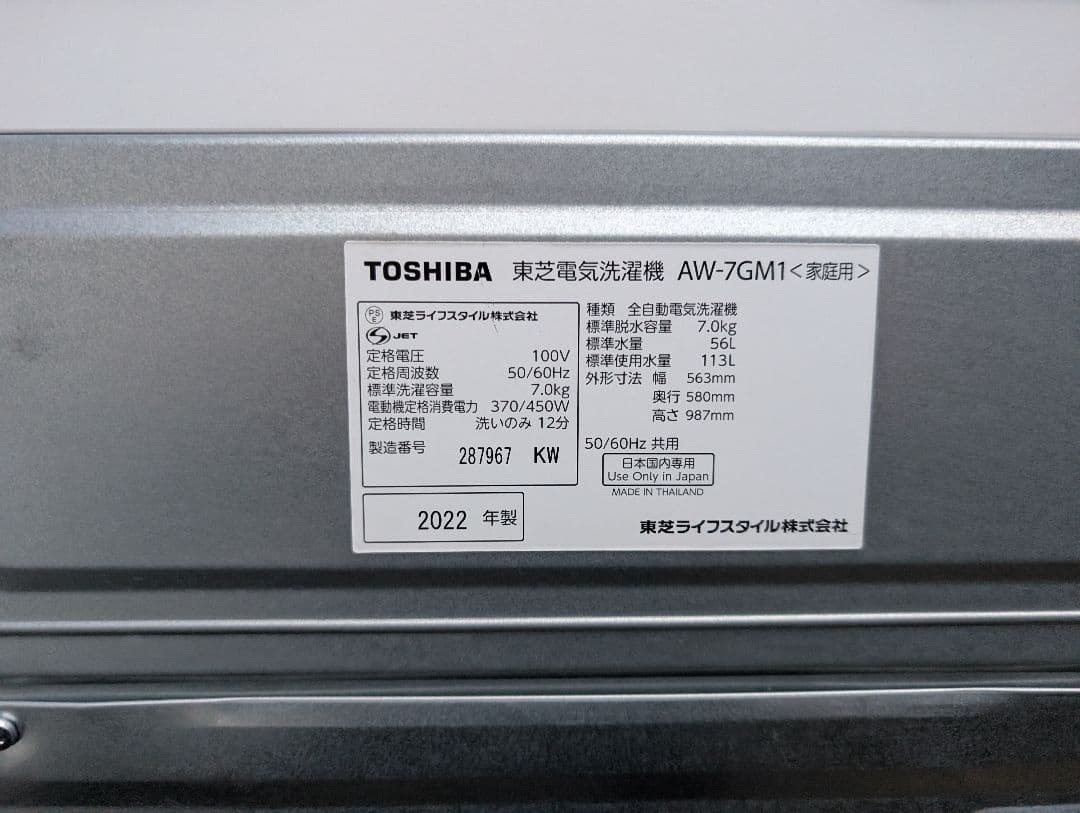 TOSHIBA 東芝電気洗濯機 AW-7GM1<家庭用>
PSE 東芝ライフスタイル株式会社
S JET
定格電圧 100V
定格周波数 50/60Hz
標準洗濯容量 7.0kg
電動機定格消費電力 370/450W
定格時間 洗いのみ 12分
製造番号 287967 KW
2022 年製
種類 全自動電気洗濯機
標準脱水容量 7.0kg
標準水量 56L
標準使用水量 113L
外形寸法 幅 563mm
奥行 580mm
高さ 987mm
50/60Hz 共用
日本国内専用
Use Only in Japan
MADE IN THAILAND
東芝ライフスタイル株式会社